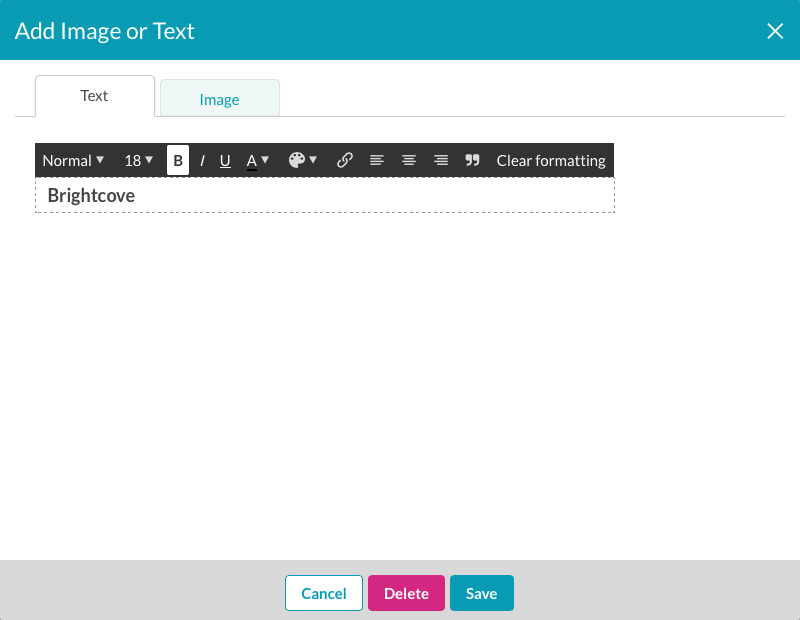 Add Image or Text
Text
Image
Normal 18 B I U A Clear formatting
Brightcove
Cancel Delete Save